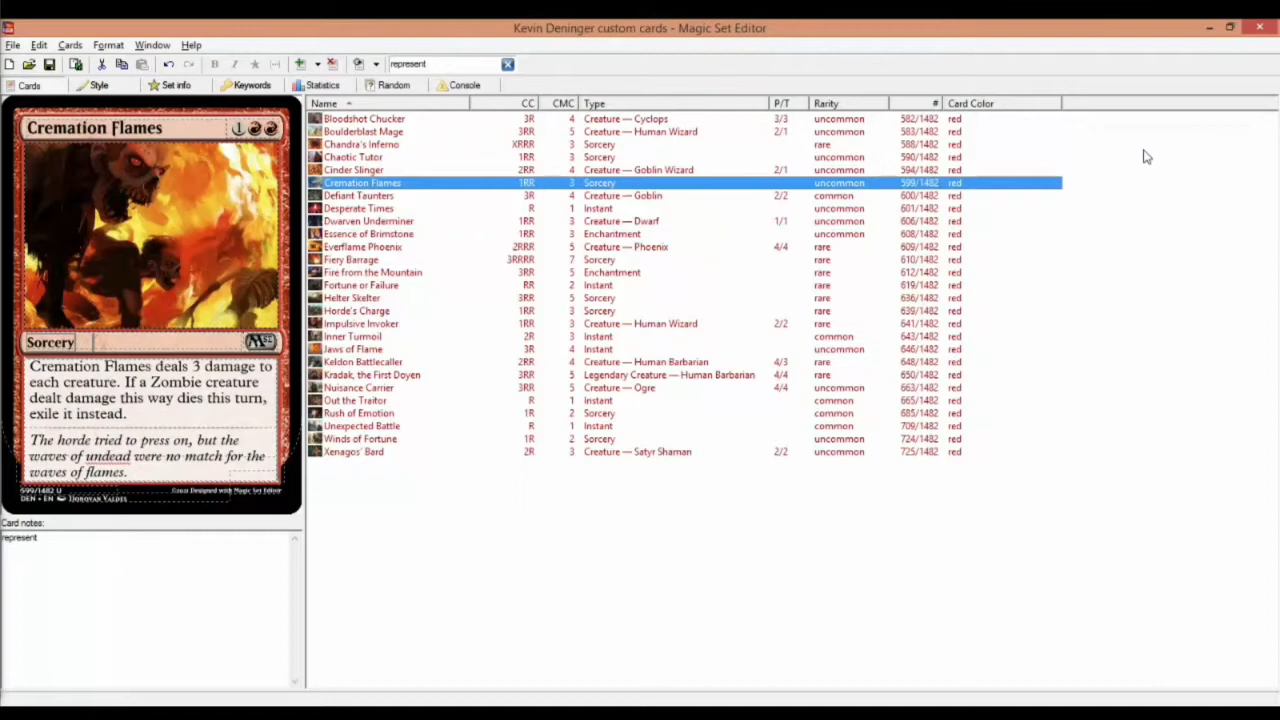 Kevin Deninger custom cards - Magic Set Editor
File Edit Cards Format Window Help
represent
Cards Style Set info Keywords Statistics Random Console
Name CC CMC Type P/T Rarity # Card Color
Bloodshot Chucker 3R 4 Creature — Cyclops 3/3 uncommon 582/1482 red
Boulderblast Mage 3RR 5 Creature — Human Wizard 2/1 uncommon 583/1482 red
Chandra's Inferno XRRR 3 Sorcery rare 588/1482 red
Chaotic Tutor 1RR 3 Sorcery uncommon 590/1482 red
Cinder Slinger 2RR 4 Creature — Goblin Wizard 2/1 uncommon 594/1482 red
Cremation Flames 1RR 3 Sorcery uncommon 599/1482 red
Defiant Taunters 3R 4 Creature — Goblin 2/2 common 600/1482 red
Desperate Times R 1 Instant uncommon 601/1482 red
Dwarven Underminer 1RR 3 Creature — Dwarf 1/1 uncommon 606/1482 red
Essence of Brimstone 1RR 3 Enchantment uncommon 608/1482 red
Everflame Phoenix 2RRR 5 Creature — Phoenix 4/4 rare 609/1482 red
Fiery Barrage 3RRRR 7 Sorcery rare 610/1482 red
Fire from the Mountain 3RR 5 Enchantment rare 612/1482 red
Fortune or Failure RR 2 Instant rare 619/1482 red
Helter Skelter 3RR 5 Sorcery rare 636/1482 red
Horde's Charge 1RR 3 Sorcery rare 639/1482 red
Impulsive Invoker 1RR 3 Creature — Human Wizard 2/2 rare 641/1482 red
Inner Turmoil 2R 3 Instant common 643/1482 red
Jaws of Flame 3R 4 Instant uncommon 646/1482 red
Keldon Battlecaller 2RR 4 Creature — Human Barbarian 4/3 rare 648/1482 red
Kradak, the First Doyen 3RR 5 Legendary Creature — Human Barbarian 4/4 rare 650/1482 red
Nuisance Carrier 3RR 5 Creature — Ogre 4/4 uncommon 663/1482 red
Out the Traitor R 1 Instant common 665/1482 red
Rush of Emotion 1R 2 Sorcery common 685/1482 red
Unexpected Battle R 1 Instant common 709/1482 red
Winds of Fortune 1R 2 Sorcery uncommon 724/1482 red
Xenagos' Bard 2R 3 Creature — Satyr Shaman 2/2 uncommon 725/1482 red
Cremation Flames 1
Sorcery
Cremation Flames deals 3 damage to
each creature. If a Zombie creature
dealt damage this way dies this turn,
exile it instead.
The horde tried to press on, but the
waves of undead were no match for the
waves of flames.
599/1482 U
DEN • EN Donovan Valdes
Designed with Magic Set Editor
Card notes:
represent